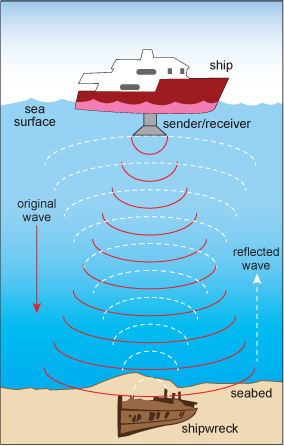 ship
sea
surface
sender/receiver
original
wave
reflected
wave
seabed
shipwreck